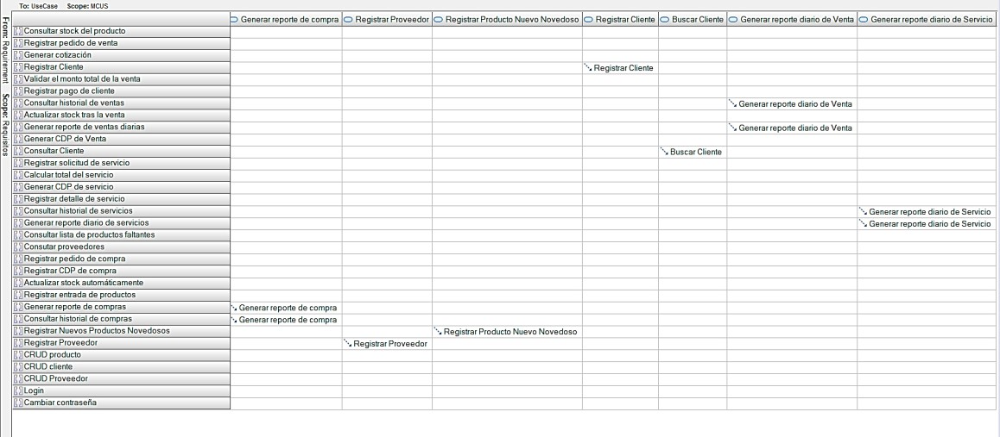 To: UseCase Scope: MCUS
From: Requirement Scope: Requisitos
Generar reporte de compra Registrar Proveedor Registrar Producto Nuevo Novedoso Registrar Cliente Buscar Cliente Generar reporte diario de Venta Generar reporte diario de Servicio
Consultar stock del producto
Registrar pedido de venta
Generar cotización
Registrar Cliente Registrar Cliente
Validar el monto total de la venta
Registrar pago de cliente
Consultar historial de ventas Generar reporte diario de Venta
Actualizar stock tras la venta
Generar reporte de ventas diarias Generar reporte diario de Venta
Generar CDP de Venta
Consultar Cliente Buscar Cliente
Registrar solicitud de servicio
Calcular total del servicio
Generar CDP de servicio
Registrar detalle de servicio
Consultar historial de servicios Generar reporte diario de Servicio
Generar reporte diario de servicios Generar reporte diario de Servicio
Consultar lista de productos faltantes
Consutar proveedores
Registrar pedido de compra
Registrar CDP de compra
Actualizar stock automáticamente
Registrar entrada de productos
Generar reporte de compras Generar reporte de compra
Consultar historial de compras Generar reporte de compra
Registrar Nuevos Productos Novedosos Registrar Producto Nuevo Novedoso
Registrar Proveedor Registrar Proveedor
CRUD producto
CRUD cliente
CRUD Proveedor
Login
Cambiar contraseña